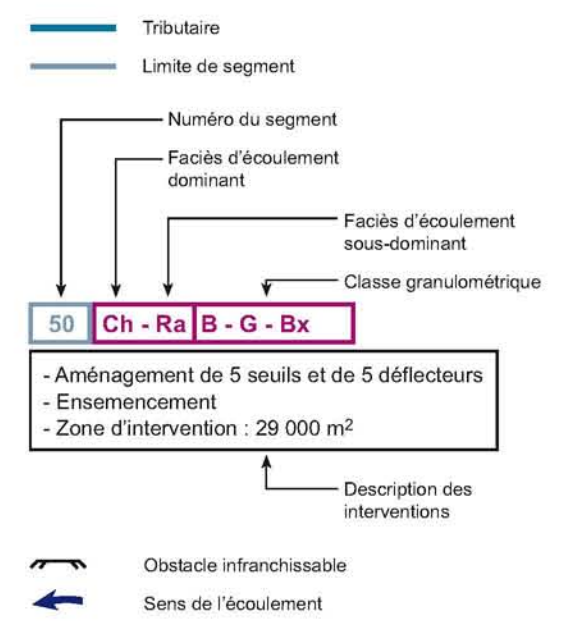 Tributaire
Limite de segment
Numéro du segment
Faciès d'écoulement
dominant
Faciès d'écoulement
sous-dominant
Classe granulométrique
50 Ch - Ra B - G - Bx
- Aménagement de 5 seuils et de 5 déflecteurs
- Ensemencement
- Zone d'intervention : 29 000 m²
Description des
interventions
Obstacle infranchissable
Sens de l'écoulement